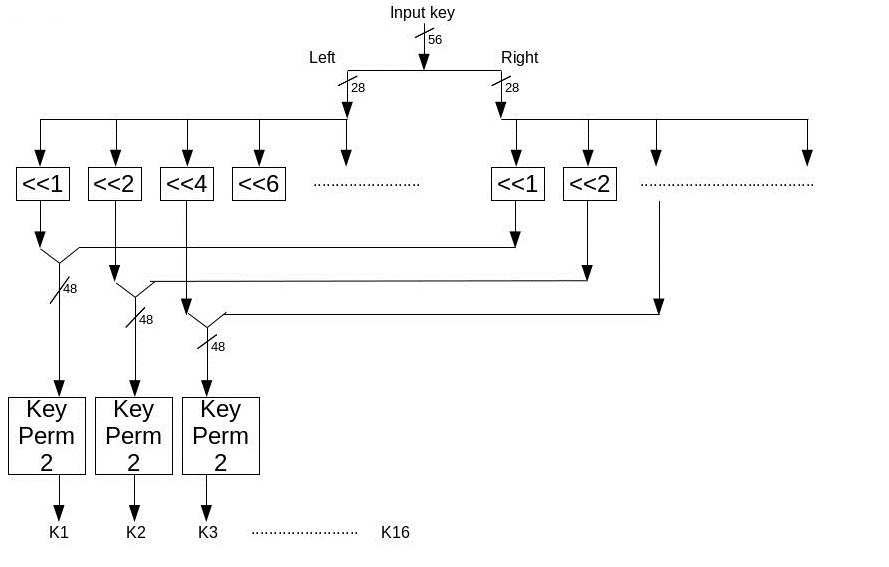 Input key
56
Left
Right
28
28
<<1
<<2
<<4
<<6
........................
<<1
<<2
.......................................
48
48
48
Key
Perm
2
Key
Perm
2
Key
Perm
2
K1
K2
K3
........................
K16